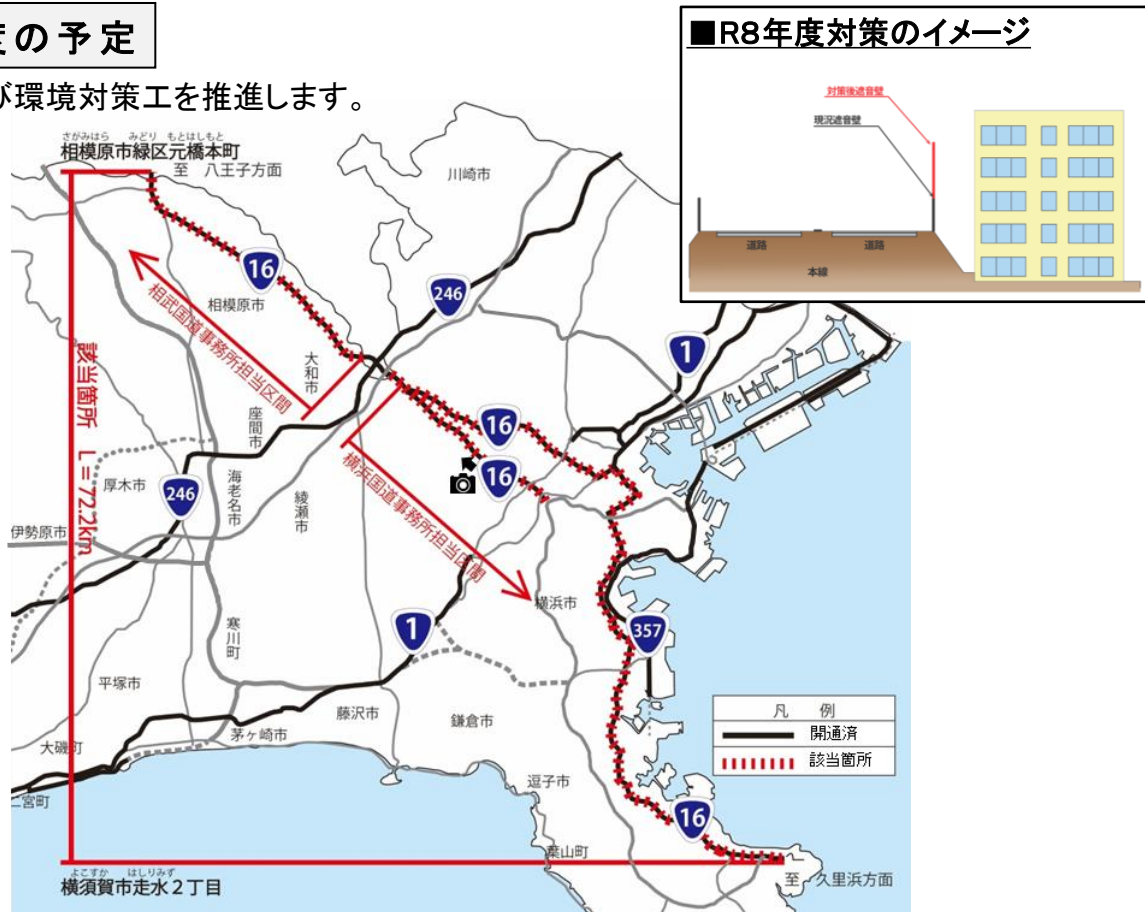 度の予定
び環境対策工を推進します。
■R8年度対策のイメージ
対策後遮音壁
現況遮音壁
道路
道路
本線
さがみはら みどり もとはしもと
相模原市緑区元橋本町
至 八王子方面
川崎市
16
相模原市
246
相武国道事務所担当区間
大和市
1
該当箇所 L=72.2km
座間市
16
厚木市
246
海老名市
綾瀬市
16
伊勢原市
横浜国道事務所担当区間
横浜市
寒川町
1
357
平塚市
藤沢市
鎌倉市
茅ヶ崎市
大磯町
二宮町
逗子市
凡 例
開通済
該当箇所
16
葉山町
至 久里浜方面
よこすか はしりみず
横須賀市走水2丁目